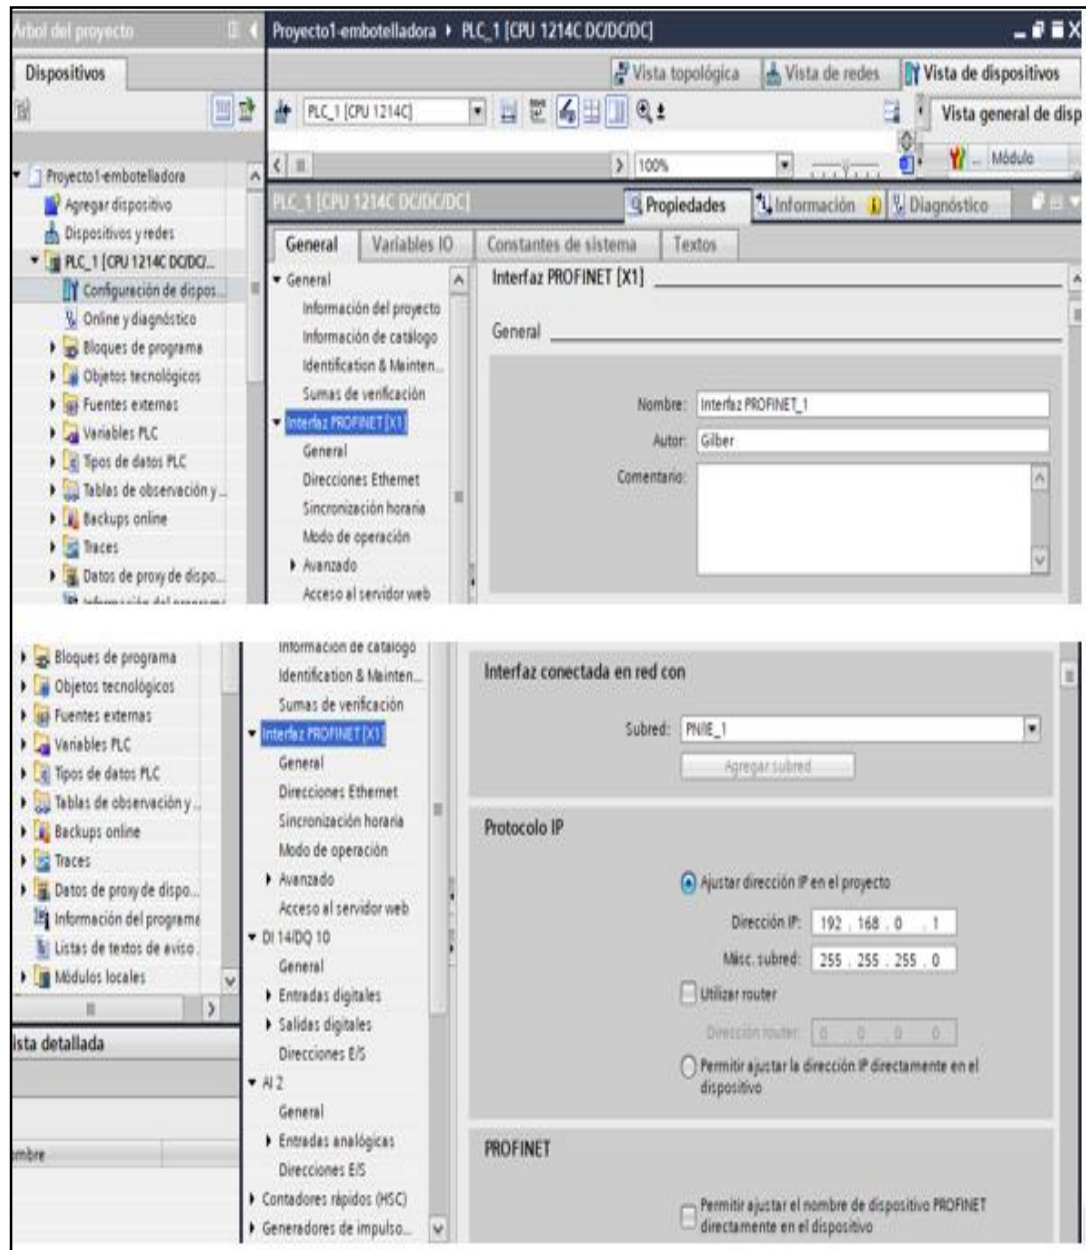 Árbol del proyecto
Proyecto1-embotelladora PLC_1 [CPU 1214C DC/DC/DC]
Dispositivos
Vista topológica Vista de redes Vista de dispositivos
PLC_1 [CPU 1214C]
Vista general de disp
100%
... Módulo
Proyecto1-embotelladora
Agregar dispositivo
Dispositivos y redes
PLC_1 [CPU 1214C DC/DC/...
Configuración de dispos...
Online y diagnóstico
Bloques de programa
Objetos tecnológicos
Fuentes externas
Variables PLC
Tipos de datos PLC
Tablas de observación y ...
Backups online
Traces
Datos de proxy de dispo...
Información del programa
PLC_1 [CPU 1214C DC/DC/DC]
Propiedades Información Diagnóstico
General Variables IO Constantes de sistema Textos
General
Información del proyecto
Información de catálogo
Identification & Mainten...
Sumas de verificación
Interfaz PROFINET [X1]
General
Direcciones Ethernet
Sincronización horaria
Modo de operación
Avanzado
Acceso al servidor web
Interfaz PROFINET [X1]
General
Nombre: Interfaz PROFINET_1
Autor: Gilber
Comentario:
Bloques de programa
Objetos tecnológicos
Fuentes externas
Variables PLC
Tipos de datos PLC
Tablas de observación y ...
Backups online
Traces
Datos de proxy de dispo...
Información del programa
Listas de textos de aviso
Módulos locales
ista detallada
ombre
Información de catálogo
Identification & Mainten...
Sumas de verificación
Interfaz PROFINET [X1]
General
Direcciones Ethernet
Sincronización horaria
Modo de operación
Avanzado
Acceso al servidor web
DI 14/DQ 10
General
Entradas digitales
Salidas digitales
Direcciones E/S
AI 2
General
Entradas analógicas
Direcciones E/S
Contadores rápidos (HSC)
Generadores de impulso...
Interfaz conectada en red con
Subred: PN/IE_1
Agregar subred
Protocolo IP
Ajustar dirección IP en el proyecto
Dirección IP: 192 . 168 . 0 . 1
Másc. subred: 255 . 255 . 255 . 0
Utilizar router
Dirección router: 0 . 0 . 0 . 0
Permitir ajustar la dirección IP directamente en el
dispositivo
PROFINET
Permitir ajustar el nombre de dispositivo PROFINET
directamente en el dispositivo